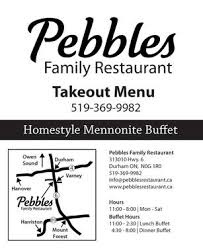 Pebbles
Family Restaurant
Takeout Menu
519-369-9982
Homestyle Mennonite Buffet
Owen
Sound
Durham
Varney
Hanover
Pebbles
Family Restaurant
Harriston
Mount
Forest
Pebbles Family Restaurant
313010 Hwy. 6
Durham ON, N0G 1R0
519-369-9982
info@pebblesrestaurant.ca
www.pebblesrestaurant.ca
Hours
11:00 - 8:00 | Mon - Sat
Buffet Hours
11:00 - 2:30 | Lunch Buffet
4:30 - 8:00 | Dinner Buffet